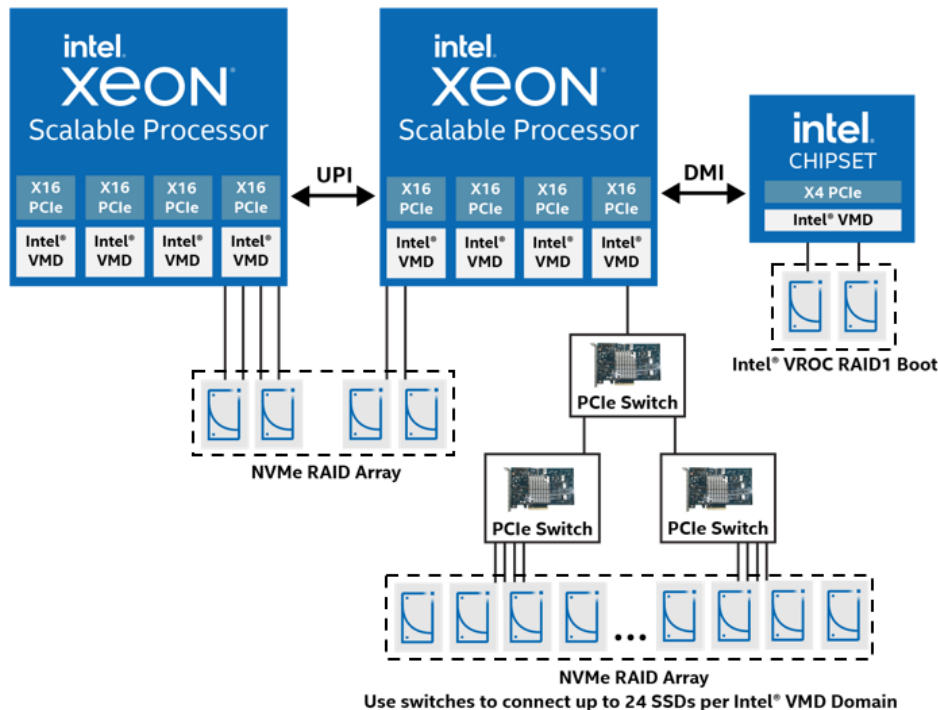 intel.
xeon®
Scalable Processor
X16 PCIe
X16 PCIe
X16 PCIe
X16 PCIe
Intel® VMD
Intel® VMD
Intel® VMD
Intel® VMD
UPI
intel.
xeon®
Scalable Processor
X16 PCIe
X16 PCIe
X16 PCIe
X16 PCIe
Intel® VMD
Intel® VMD
Intel® VMD
Intel® VMD
DMI
intel.
CHIPSET
X4 PCIe
Intel® VMD
Intel® VROC RAID1 Boot
PCIe Switch
NVMe RAID Array
PCIe Switch
PCIe Switch
...
NVMe RAID Array
Use switches to connect up to 24 SSDs per Intel® VMD Domain